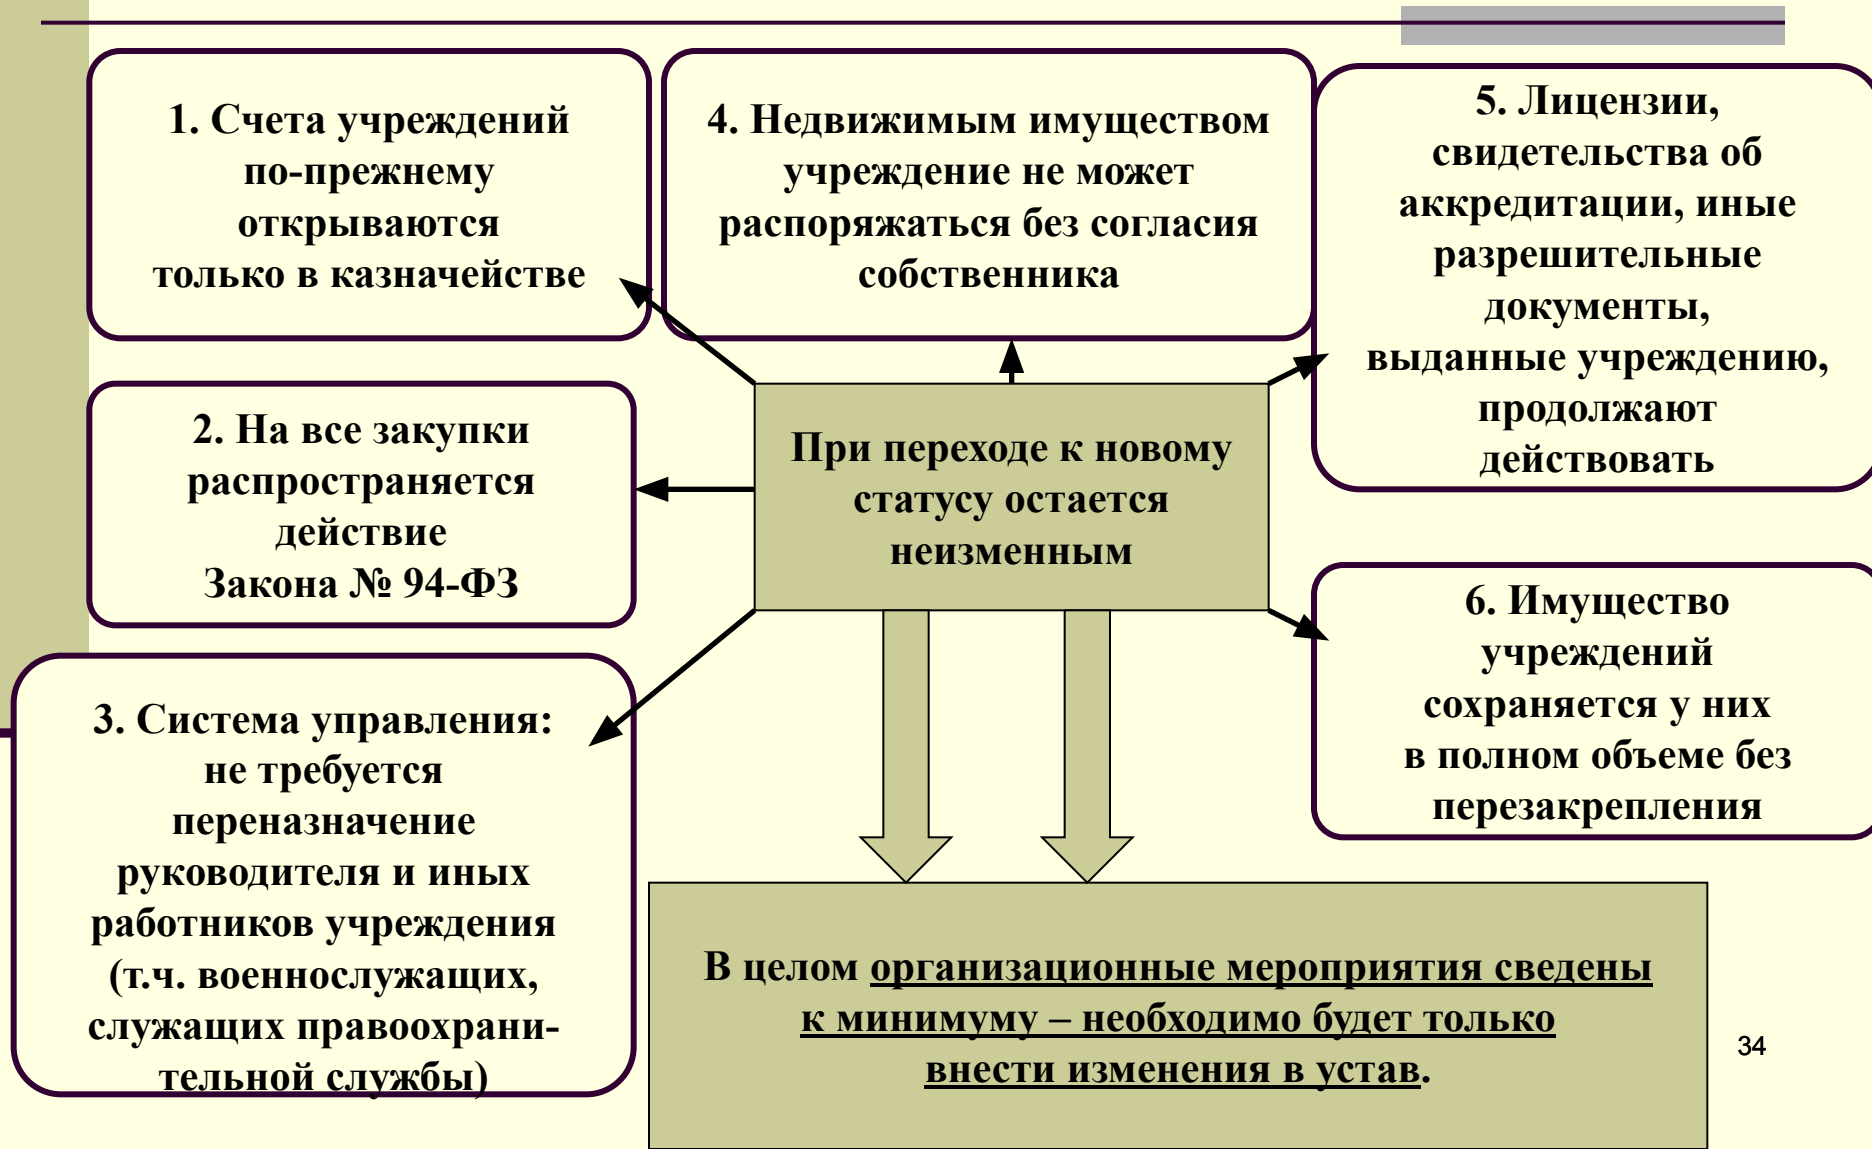 1. Счета учреждений
по-прежнему
открываются
только в казначействе
2. На все закупки
распространяется
действие
Закона № 94-ФЗ
3. Система управления:
не требуется
переназначение
руководителя и иных
работников учреждения
(т.ч. военнослужащих,
служащих правоохрани-
тельной службы)
4. Недвижимым имуществом
учреждение не может
распоряжаться без согласия
собственника
5. Лицензии,
свидетельства об
аккредитации, иные
разрешительные
документы,
выданные учреждению,
продолжают
действовать
6. Имущество
учреждений
сохраняется у них
в полном объеме без
перезакрепления
При переходе к новому
статусу остается
неизменным
В целом организационные мероприятия сведены
к минимуму – необходимо будет только
внести изменения в устав.
34